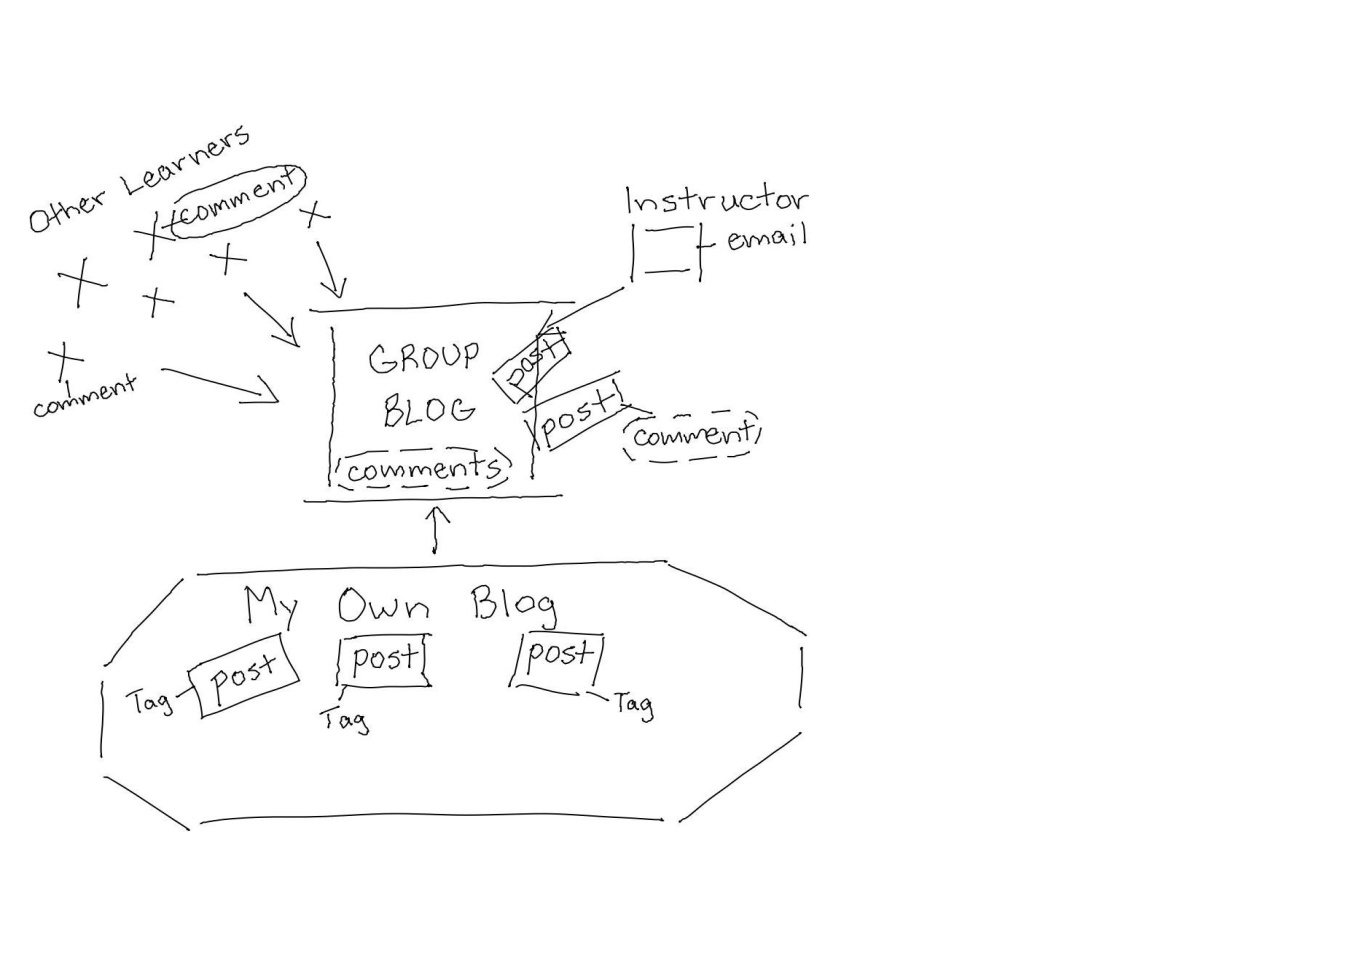 Other Learners
comment
Instructor
email
comment
GROUP
BLOG
comments
post
post
comment
My Own Blog
post
post
post
Tag
Tag
Tag